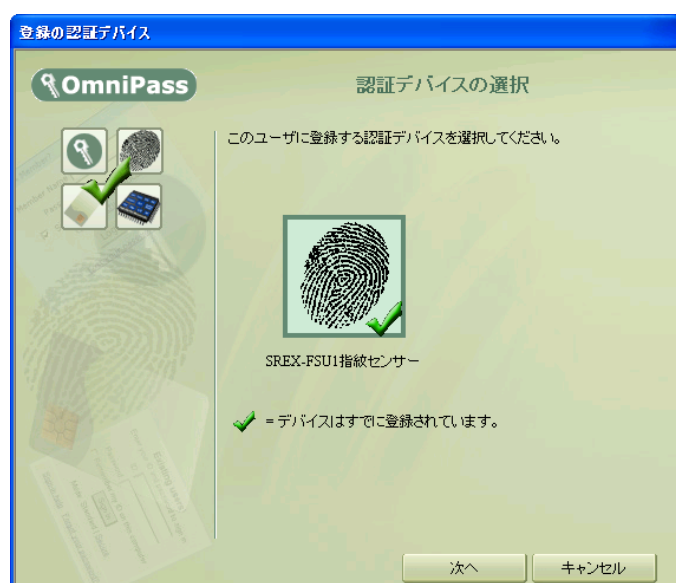 登録の認証デバイス
OmniPass
認証デバイスの選択
このユーザに登録する認証デバイスを選択してください。
SREX-FSU1指紋センサー
=デバイスはすでに登録されています。
次へ
キャンセル